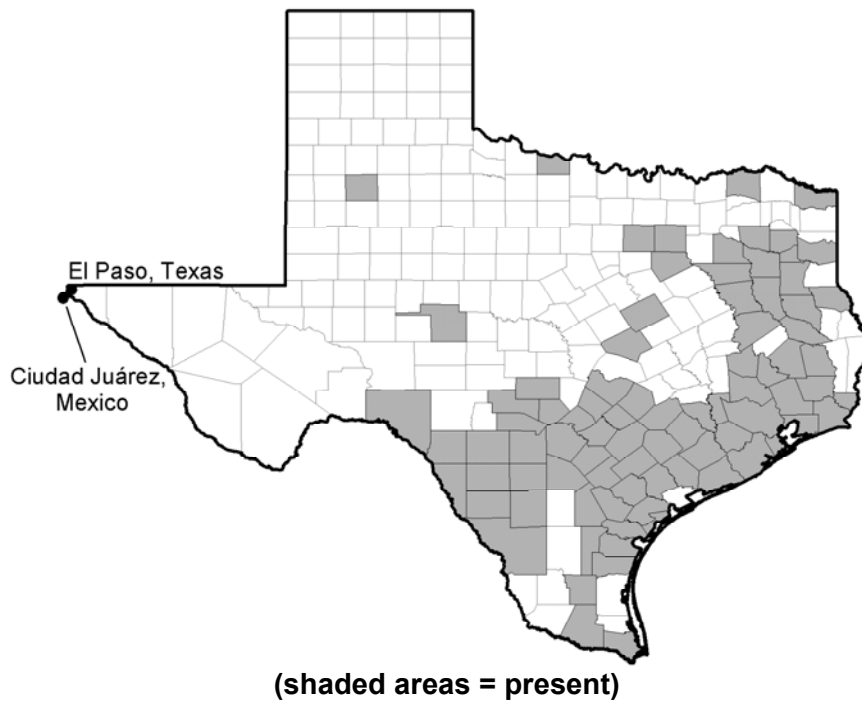 El Paso, Texas
Ciudad Juárez,
Mexico
(shaded areas = present)